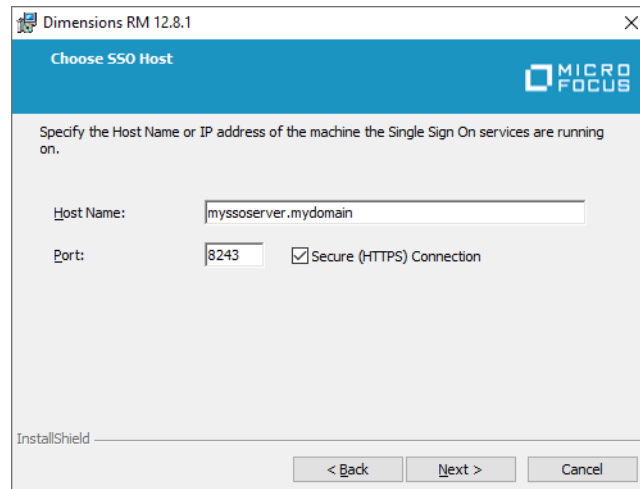 Dimensions RM 12.8.1
Choose SSO Host
MICRO
FOCUS
Specify the Host Name or IP address of the machine the Single Sign On services are running
on.
Host Name: myssoserver.mydomain
Port: 8243 Secure (HTTPS) Connection
InstallShield
< Back Next > Cancel